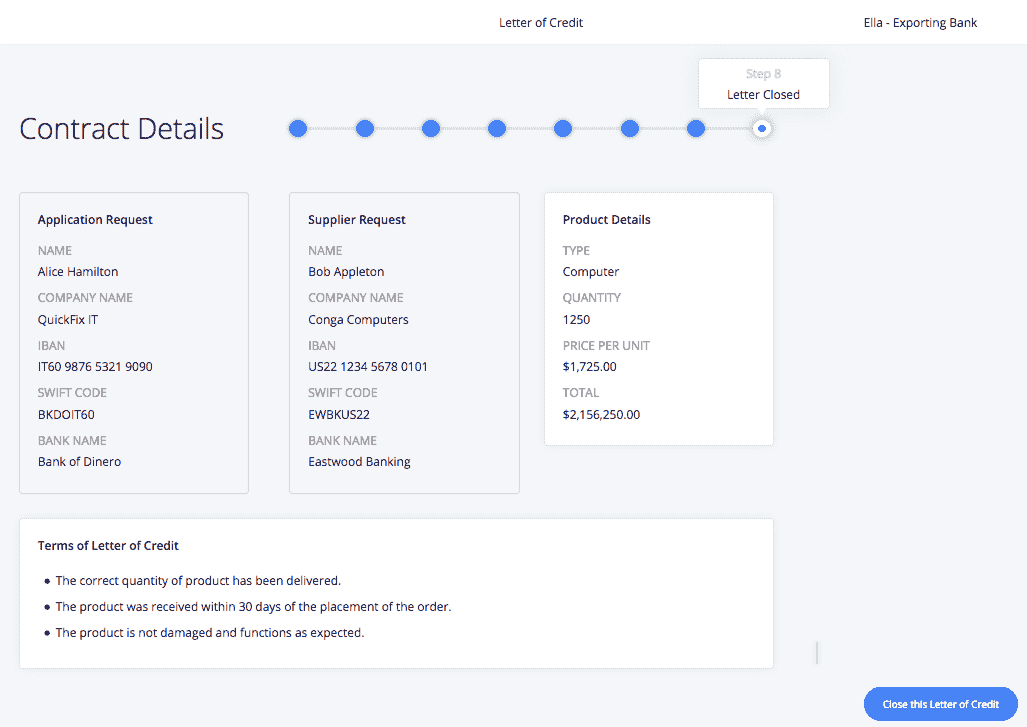 Letter of Credit
Ella - Exporting Bank
Step 8
Letter Closed
Contract Details
Application Request
NAME
Alice Hamilton
COMPANY NAME
QuickFix IT
IBAN
IT60 9876 5321 9090
SWIFT CODE
BKDOIT60
BANK NAME
Bank of Dinero
Supplier Request
NAME
Bob Appleton
COMPANY NAME
Conga Computers
IBAN
US22 1234 5678 0101
SWIFT CODE
EWBKUS22
BANK NAME
Eastwood Banking
Product Details
TYPE
Computer
QUANTITY
1250
PRICE PER UNIT
$1,725.00
TOTAL
$2,156,250.00
Terms of Letter of Credit
• The correct quantity of product has been delivered.
• The product was received within 30 days of the placement of the order.
• The product is not damaged and functions as expected.
Close this Letter of Credit